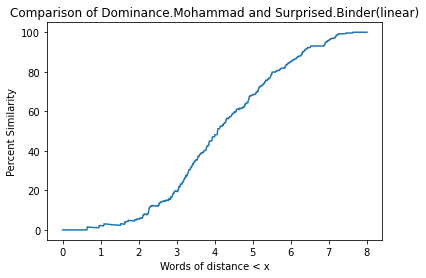 Comparison of Dominance.Mohammad and Surprised.Binder(linear)
100
80
60
40
20
0
Percent Similarity
0 1 2 3 4 5 6 7 8
Words of distance < x